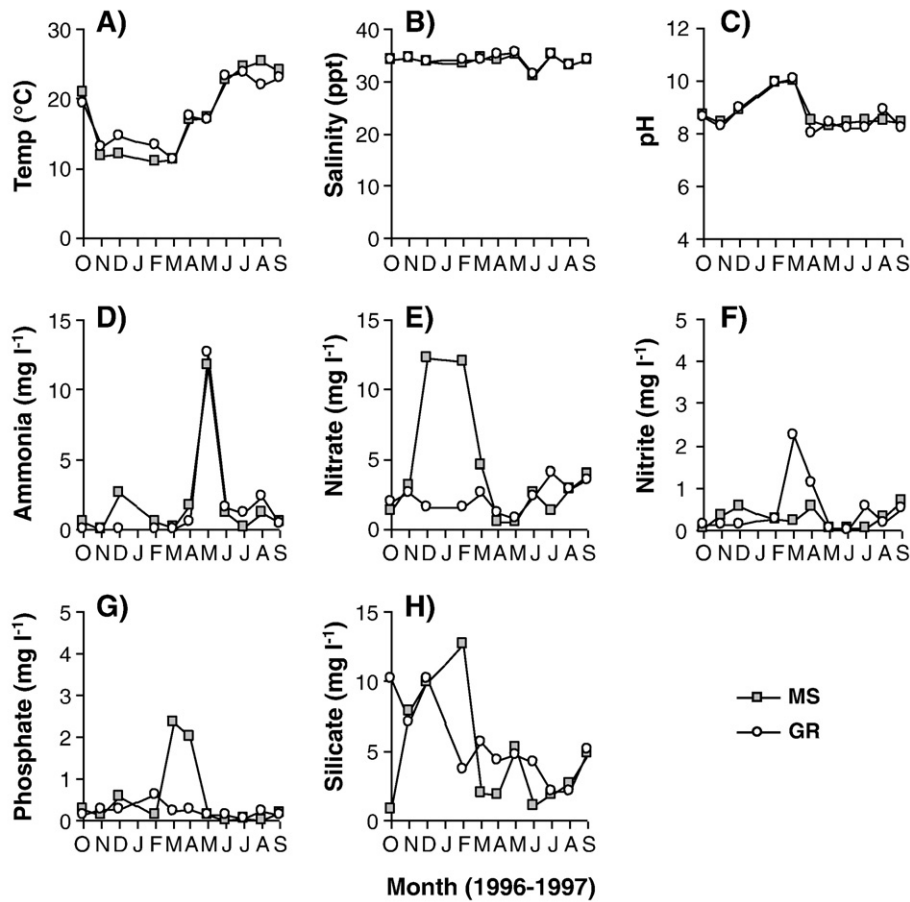 A)
B)
C)
30
20
10
0
Temp (°C)
O N D J F M A M J J A S
40
30
20
10
0
Salinity (ppt)
O N D J F M A M J J A S
12
10
8
6
4
pH
O N D J F M A M J J A S
D)
E)
F)
15
10
5
0
Ammonia (mg l⁻¹)
O N D J F M A M J J A S
15
10
5
0
Nitrate (mg l⁻¹)
O N D J F M A M J J A S
5
4
3
2
1
0
Nitrite (mg l⁻¹)
O N D J F M A M J J A S
G)
H)
5
4
3
2
1
0
Phosphate (mg l⁻¹)
O N D J F M A M J J A S
15
10
5
0
Silicate (mg l⁻¹)
O N D J F M A M J J A S
MS
GR
Month (1996-1997)